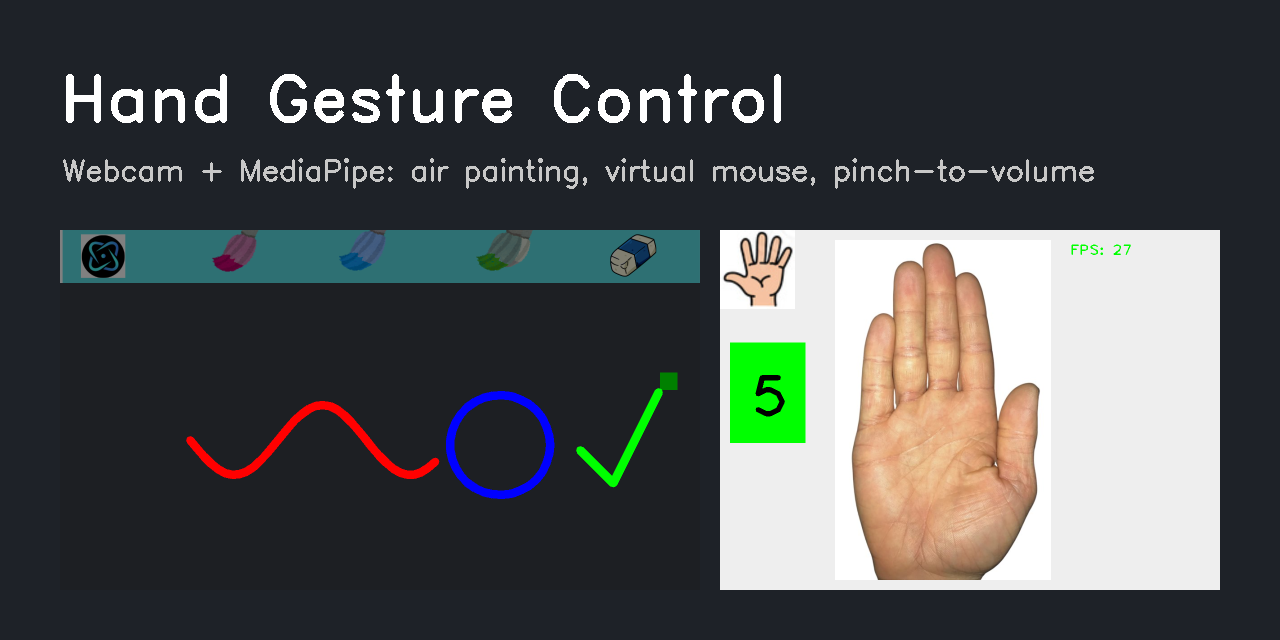 Hand Gesture Control
Webcam + MediaPipe: air painting, virtual mouse, pinch-to-volume
FPS: 27
5